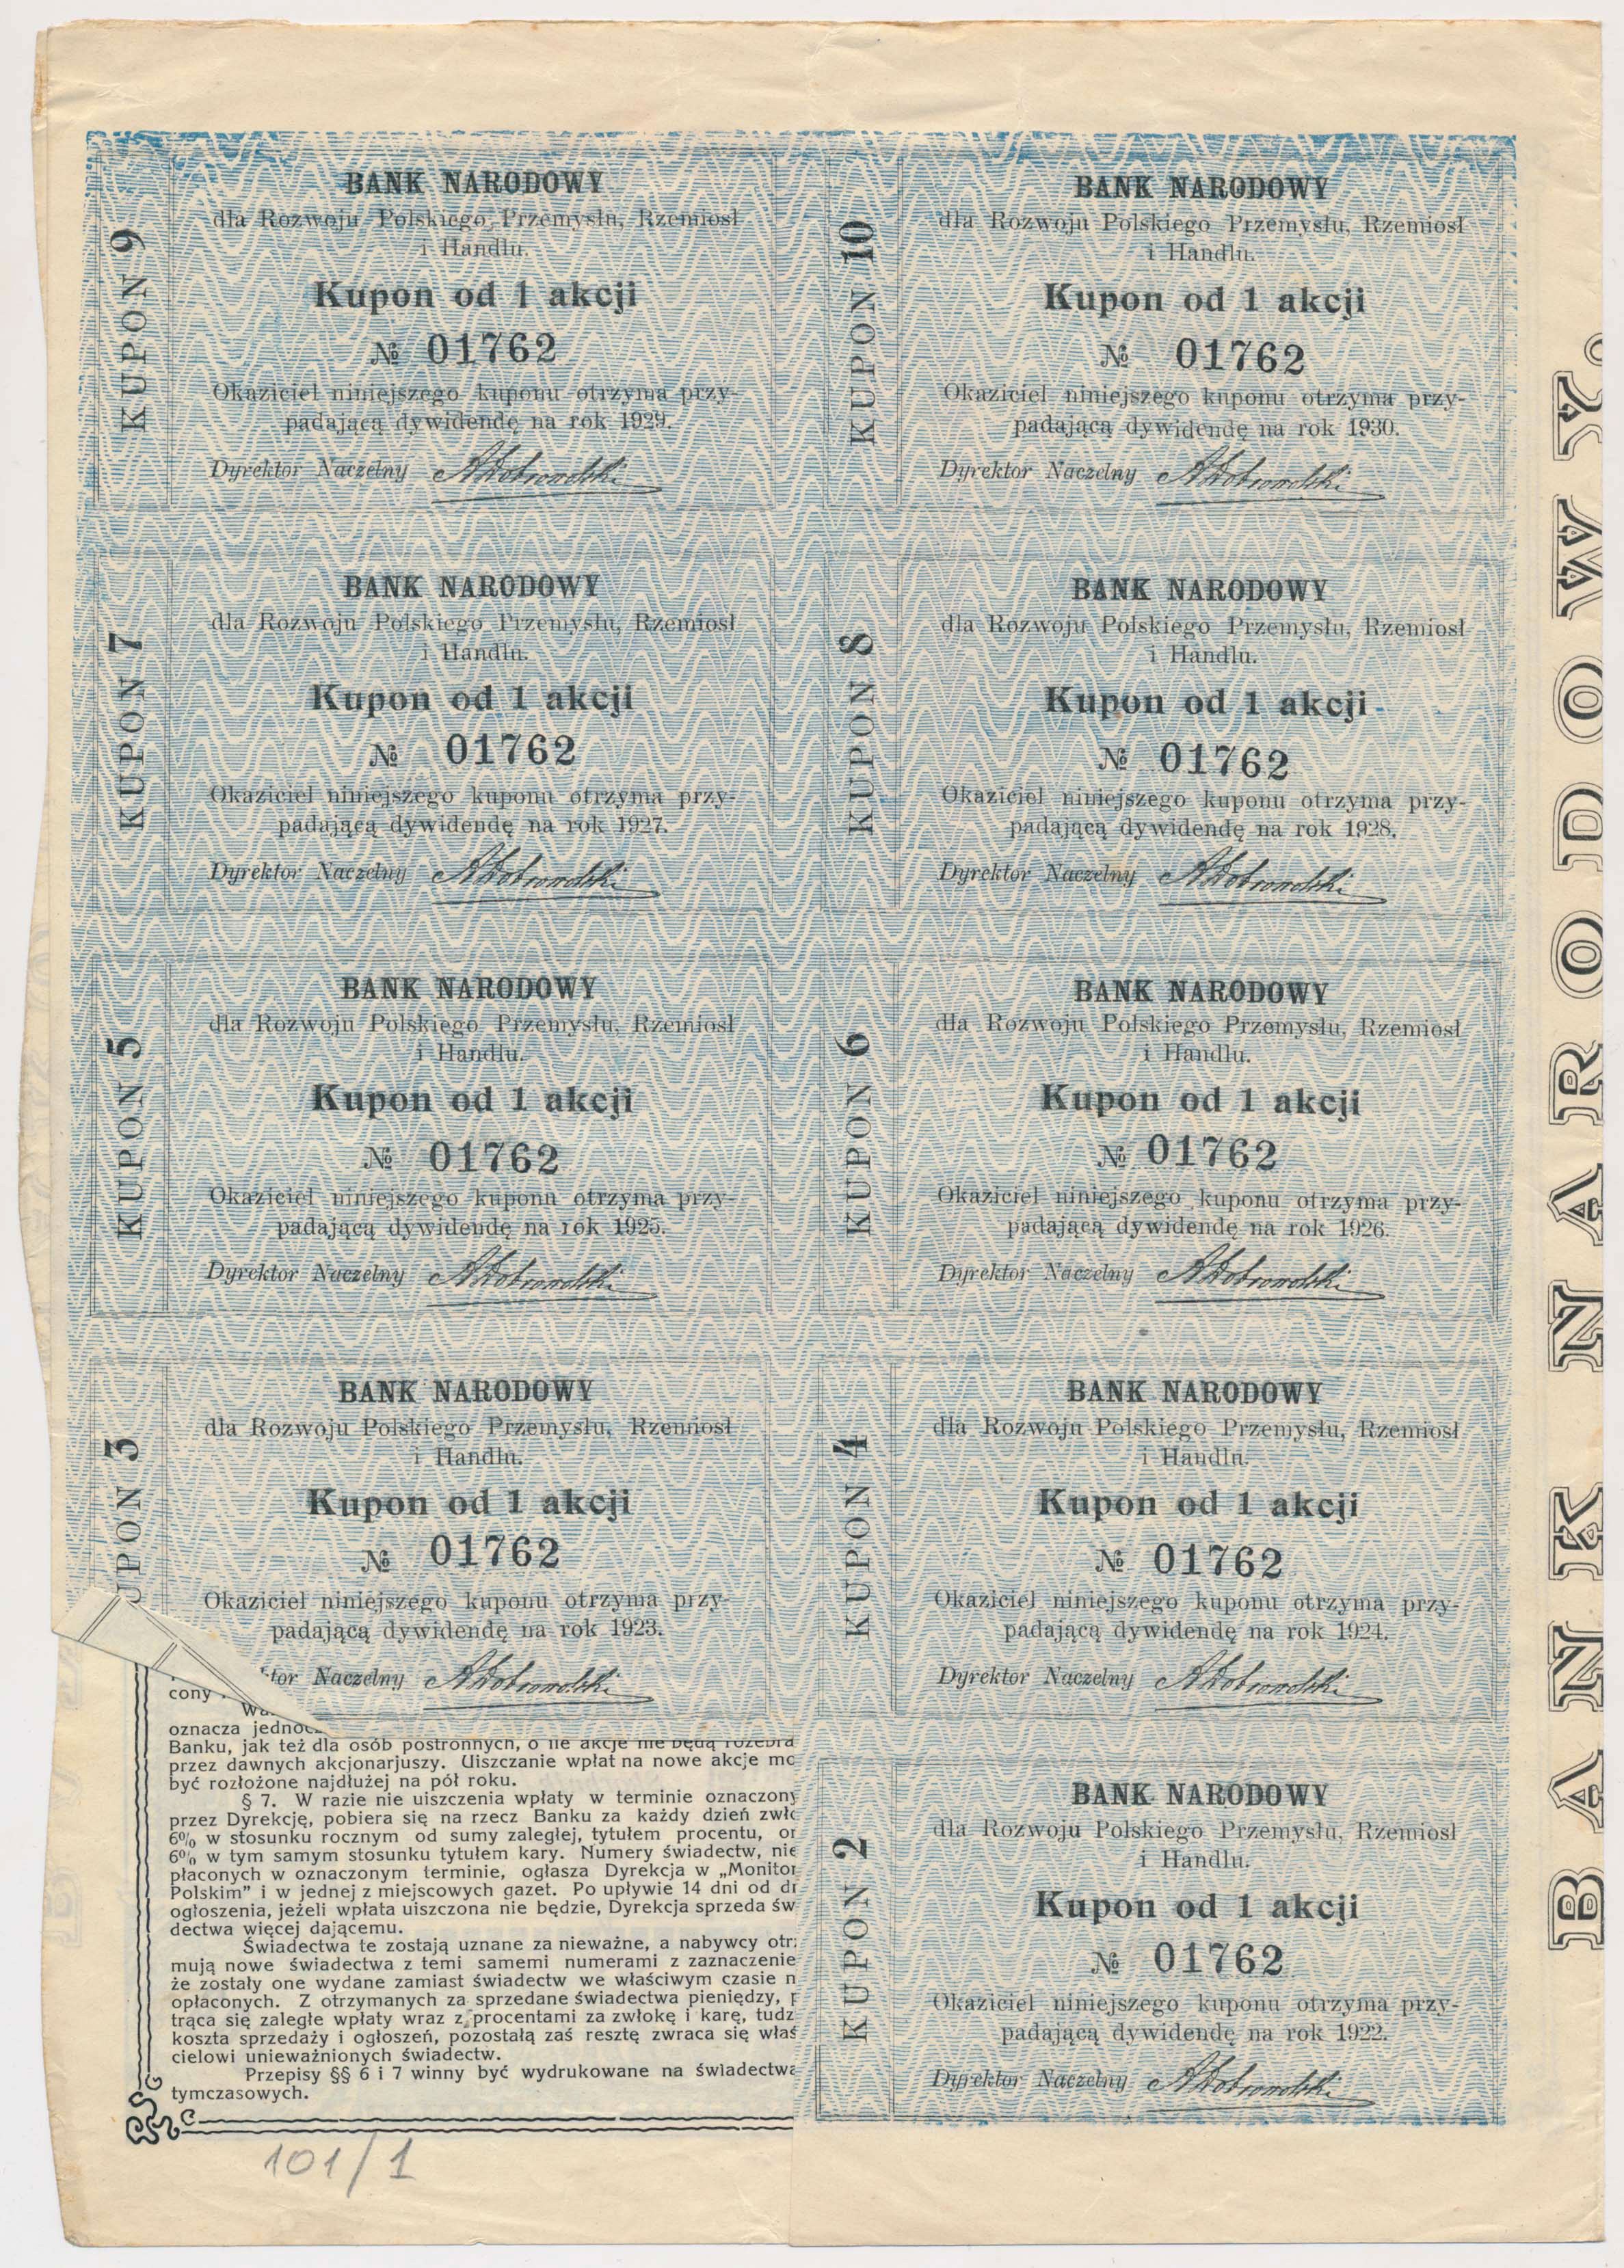 KUPON 9
BANK NARODOWY
dla Rozwoju Polskiego Przemysłu, Rzemiosł
i Handlu.
Kupon od 1 akcji
№ 01762
Okaziciel niniejszego kuponu otrzyma przy-
padającą dywidendę na rok 1929.
Dyrektor Naczelny
KUPON 10
BANK NARODOWY
dla Rozwoju Polskiego Przemysłu, Rzemiosł
i Handlu.
Kupon od 1 akcji
№ 01762
Okaziciel niniejszego kuponu otrzyma przy-
padającą dywidendę na rok 1930.
Dyrektor Naczelny
KUPON 7
BANK NARODOWY
dla Rozwoju Polskiego Przemysłu, Rzemiosł
i Handlu.
Kupon od 1 akcji
№ 01762
Okaziciel niniejszego kuponu otrzyma przy-
padającą dywidendę na rok 1927.
Dyrektor Naczelny
KUPON 8
BANK NARODOWY
dla Rozwoju Polskiego Przemysłu, Rzemiosł
i Handlu.
Kupon od 1 akcji
№ 01762
Okaziciel niniejszego kuponu otrzyma przy-
padającą dywidendę na rok 1928.
Dyrektor Naczelny
KUPON 5
BANK NARODOWY
dla Rozwoju Polskiego Przemysłu, Rzemiosł
i Handlu.
Kupon od 1 akcji
№ 01762
Okaziciel niniejszego kuponu otrzyma przy-
padającą dywidendę na rok 1925.
Dyrektor Naczelny
KUPON 6
BANK NARODOWY
dla Rozwoju Polskiego Przemysłu, Rzemiosł
i Handlu.
Kupon od 1 akcji
№ 01762
Okaziciel niniejszego kuponu otrzyma przy-
padającą dywidendę na rok 1926.
Dyrektor Naczelny
UPON 3
BANK NARODOWY
dla Rozwoju Polskiego Przemysłu, Rzemiosł
i Handlu.
Kupon od 1 akcji
№ 01762
Okaziciel niniejszego kuponu otrzyma przy-
padającą dywidendę na rok 1923.
ktor Naczelny
KUPON 4
BANK NARODOWY
dla Rozwoju Polskiego Przemysłu, Rzemiosł
i Handlu.
Kupon od 1 akcji
№ 01762
Okaziciel niniejszego kuponu otrzyma przy-
padającą dywidendę na rok 1924.
Dyrektor Naczelny
cony
oznacza
Banku, jak też dla osób postronnych, o ile akcje nie będą rozebra
przez dawnych akcjonarjuszy. Uiszczanie wpłat na nowe akcje mo
być rozłożone najdłużej na pół roku.
§ 7. W razie nie uiszczenia wpłaty w terminie oznaczony
przez Dyrekcję, pobiera się na rzecz Banku za każdy dzień zwło
6% w stosunku rocznym od sumy zaległej, tytułem procentu, or
6% w tym samym stosunku tytułem kary. Numery świadectw, nie
płaconych w oznaczonym terminie, ogłasza Dyrekcja w „Monitor
Polskim" i w jednej z miejscowych gazet. Po upływie 14 dni od dn
ogłoszenia, jeżeli wpłata uiszczona nie będzie, Dyrekcja sprzeda św
dectwa więcej dającemu.
Świadectwa te zostają uznane za nieważne, a nabywcy otrz
mują nowe świadectwa z temi samemi numerami z zaznaczenie
że zostały one wydane zamiast świadectw we właściwym czasie n
opłaconych. Z otrzymanych za sprzedane świadectwa pieniędzy, p
trąca się zaległe wpłaty wraz z procentami za zwłokę i karę, tudz
koszta sprzedaży i ogłoszeń, pozostałą zaś resztę zwraca się właś
cielowi unieważnionych świadectw.
Przepisy §§ 6 i 7 winny być wydrukowane na świadectwa
tymczasowych.
KUPON 2
BANK NARODOWY
dla Rozwoju Polskiego Przemysłu, Rzemiosł
i Handlu.
Kupon od 1 akcji
№ 01762
Okaziciel niniejszego kuponu otrzyma przy-
padającą dywidendę na rok 1922.
Dyrektor Naczelny
101/1
BANK NARODOWY.